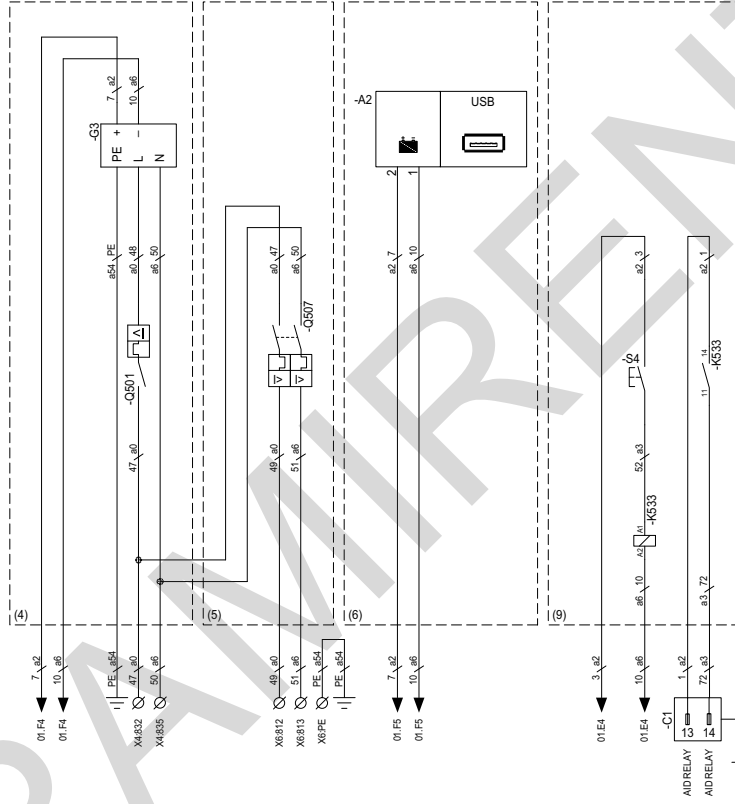 7 a2
10 a6
-G3
+ −
PE L N
a54 PE
a0 48
a6 50
-Q501
47 a0
(4)
7 a2
10 a6
PE a54
47 a0
50 a6
01.F4
01.F4
X4:832
X4:835
a0 47
a6 50
-Q507
I>
I>
49 a0
51 a6
(5)
49 a0
51 a6
PE a54
PE a54
X6:812
X6:813
X6:PE
-A2
USB
2
1
a2 7
a6 10
(6)
7 a2
10 a6
01.F5
01.F5
a2 3
a2 1
-S4
14
11
-K533
52 a3
A1
A2
-K533
a6 10
a3 72
(9)
3 a2
10 a6
1 a2
72 a3
01.E4
01.E4
-C1
13 14
AID RELAY
AID RELAY
RAMIRENT